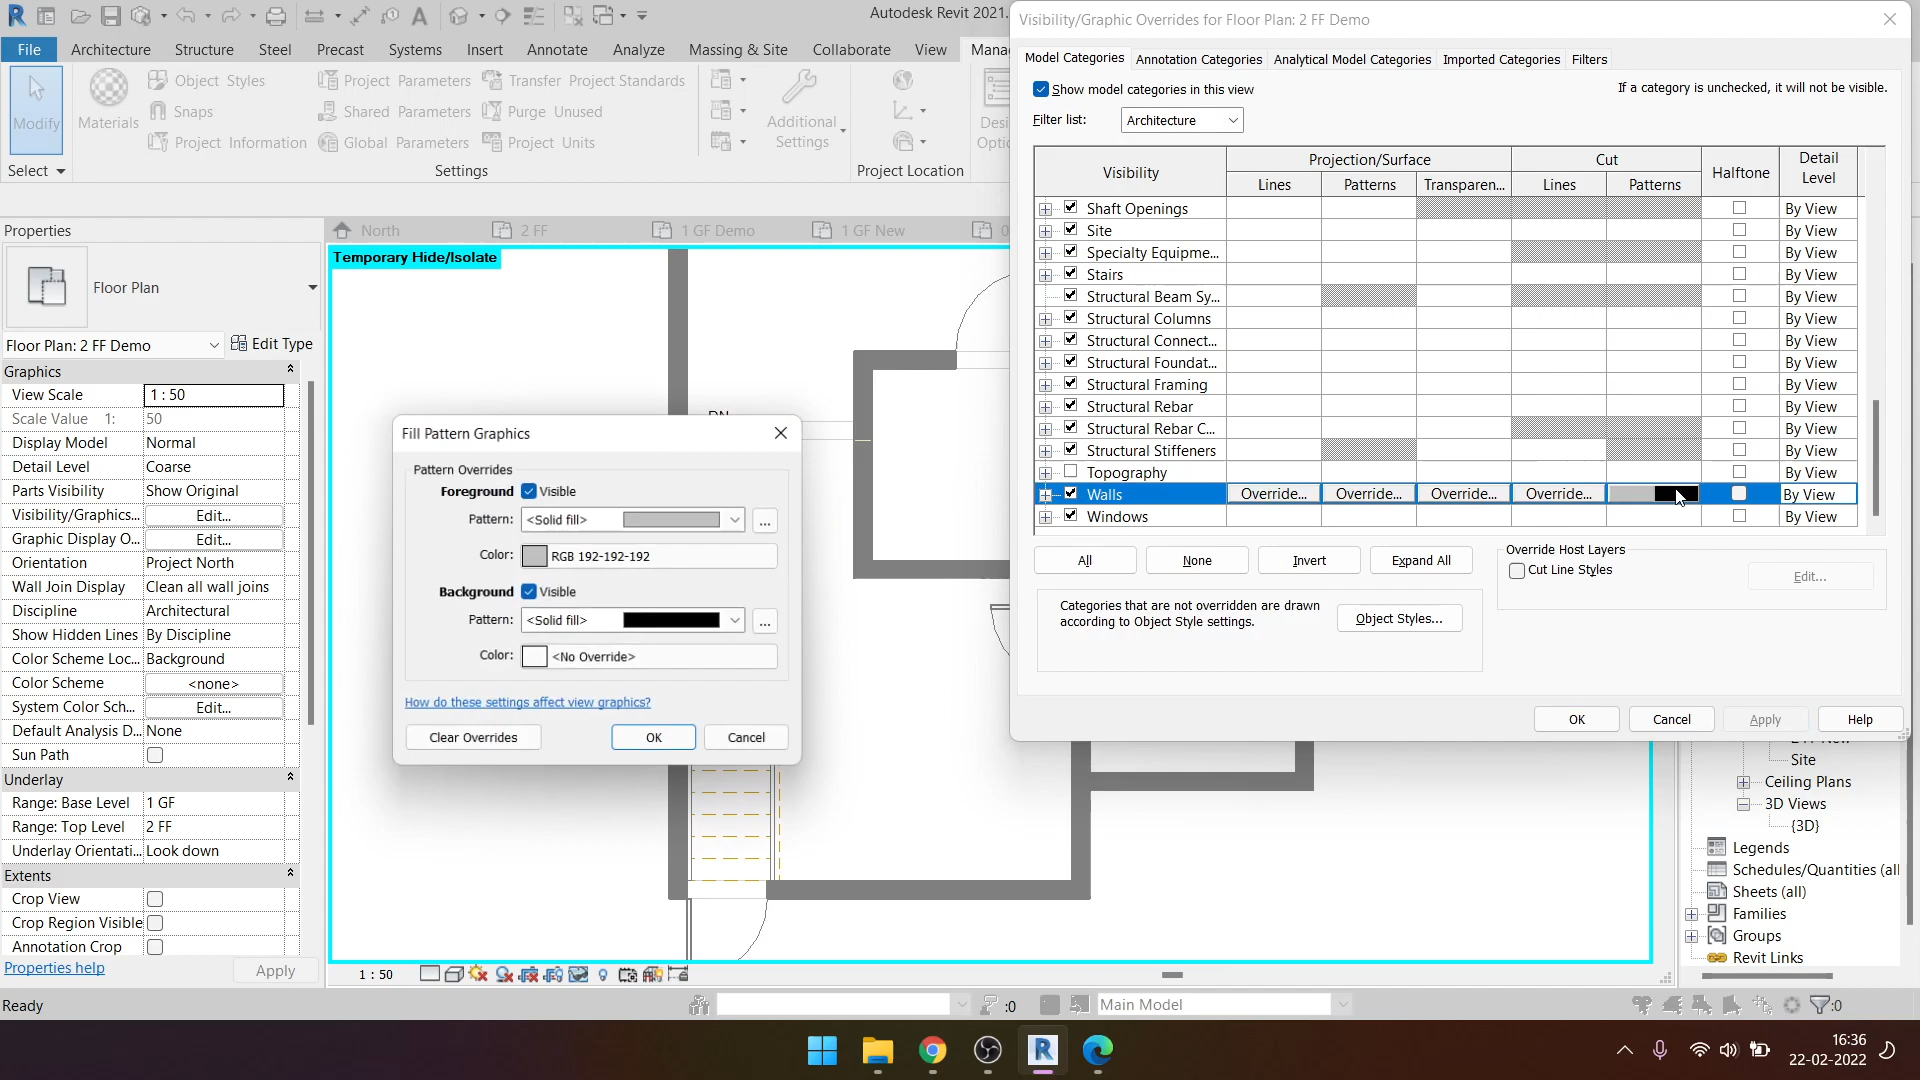 Autodesk Revit 2021.
File Architecture Structure Steel Precast Systems Insert Annotate Analyze Massing & Site Collaborate View Mana
Modify
Materials
Object Styles
Snaps
Project Information
Project Parameters
Shared Parameters
Global Parameters
Transfer Project Standards
Purge Unused
Project Units
Additional
Settings
Desi
Optic
Select
Settings
Project Location
Properties
North
2 FF
1 GF Demo
1 GF New
Floor Plan
Floor Plan: 2 FF Demo
Edit Type
Graphics
View Scale 1 : 50
Scale Value 1: 50
Display Model Normal
Detail Level Coarse
Parts Visibility Show Original
Visibility/Graphics... Edit...
Graphic Display O... Edit...
Orientation Project North
Wall Join Display Clean all wall joins
Discipline Architectural
Show Hidden Lines By Discipline
Color Scheme Loc... Background
Color Scheme <none>
System Color Sch... Edit...
Default Analysis D... None
Sun Path
Underlay
Range: Base Level 1 GF
Range: Top Level 2 FF
Underlay Orientati... Look down
Extents
Crop View
Crop Region Visible
Annotation Crop
Properties help
Apply
Temporary Hide/Isolate
DN
Fill Pattern Graphics
Pattern Overrides
Foreground Visible
Pattern: <Solid fill> ...
Color: RGB 192-192-192
Background Visible
Pattern: <Solid fill> ...
Color: <No Override>
How do these settings affect view graphics?
Clear Overrides OK Cancel
Visibility/Graphic Overrides for Floor Plan: 2 FF Demo
Model Categories Annotation Categories Analytical Model Categories Imported Categories Filters
Show model categories in this view
If a category is unchecked, it will not be visible.
Filter list: Architecture
Visibility Projection/Surface Cut Halftone Detail Level
Lines Patterns Transparen... Lines Patterns
Shaft Openings By View
Site By View
Specialty Equipme... By View
Stairs By View
Structural Beam Sy... By View
Structural Columns By View
Structural Connect... By View
Structural Foundat... By View
Structural Framing By View
Structural Rebar By View
Structural Rebar C... By View
Structural Stiffeners By View
Topography By View
Walls Override... Override... Override... Override... By View
Windows By View
All None Invert Expand All
Override Host Layers
Cut Line Styles
Edit...
Categories that are not overridden are drawn
according to Object Style settings.
Object Styles...
OK Cancel Apply Help
Site
Ceiling Plans
3D Views
{3D}
Legends
Schedules/Quantities (all
Sheets (all)
Families
Groups
Revit Links
1 : 50
Ready
:0
Main Model
:0
16:36
22-02-2022